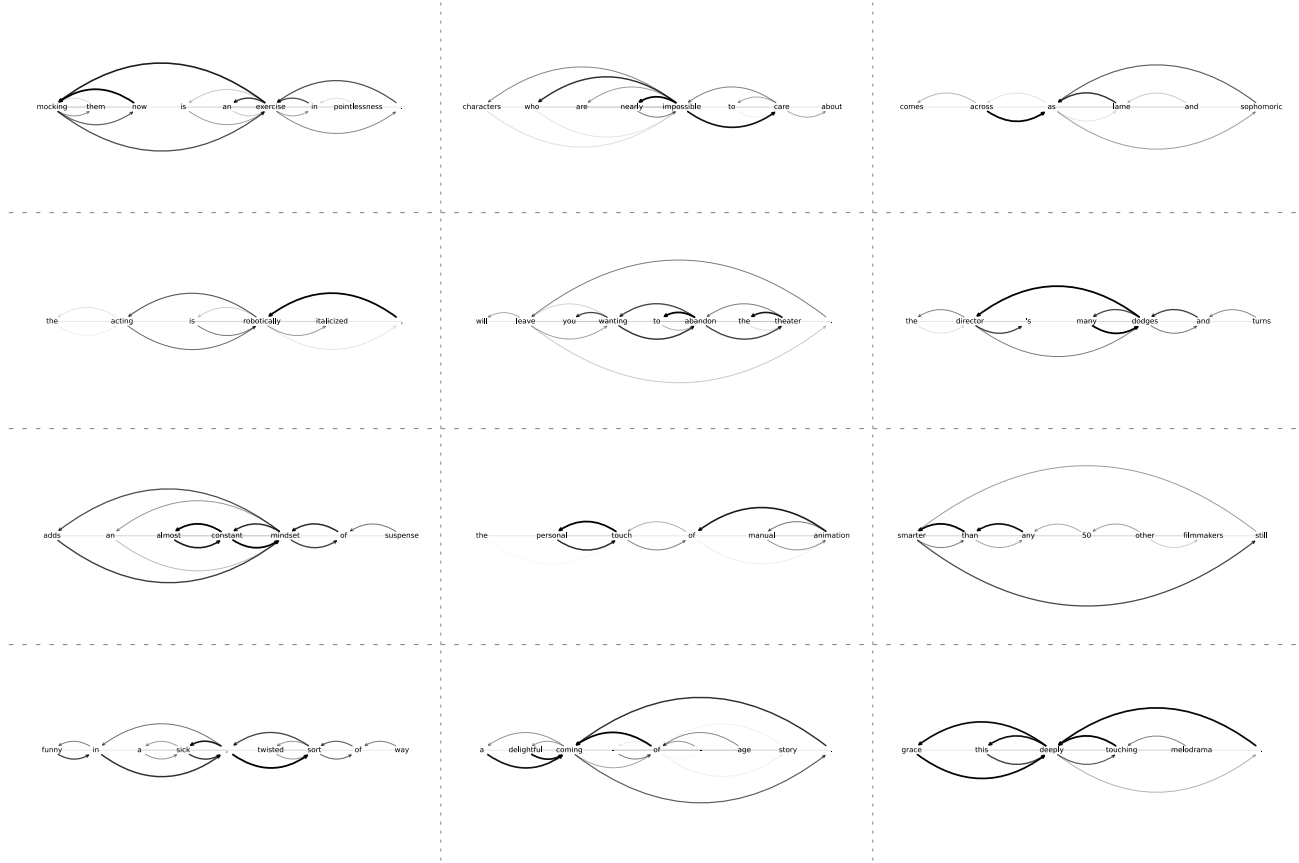 mocking them now is an exercise in pointlessness .
characters who are nearly impossible to care about
comes across as lame and sophomoric
the acting is robotically italicized .
will leave you wanting to abandon the theater .
the director 's many dodges and turns
adds an almost constant mindset of suspense
the personal touch of manual animation
smarter than any 50 other filmmakers still
funny in a sick , twisted sort of way
a delightful coming - of - age story .
grace this deeply touching melodrama .